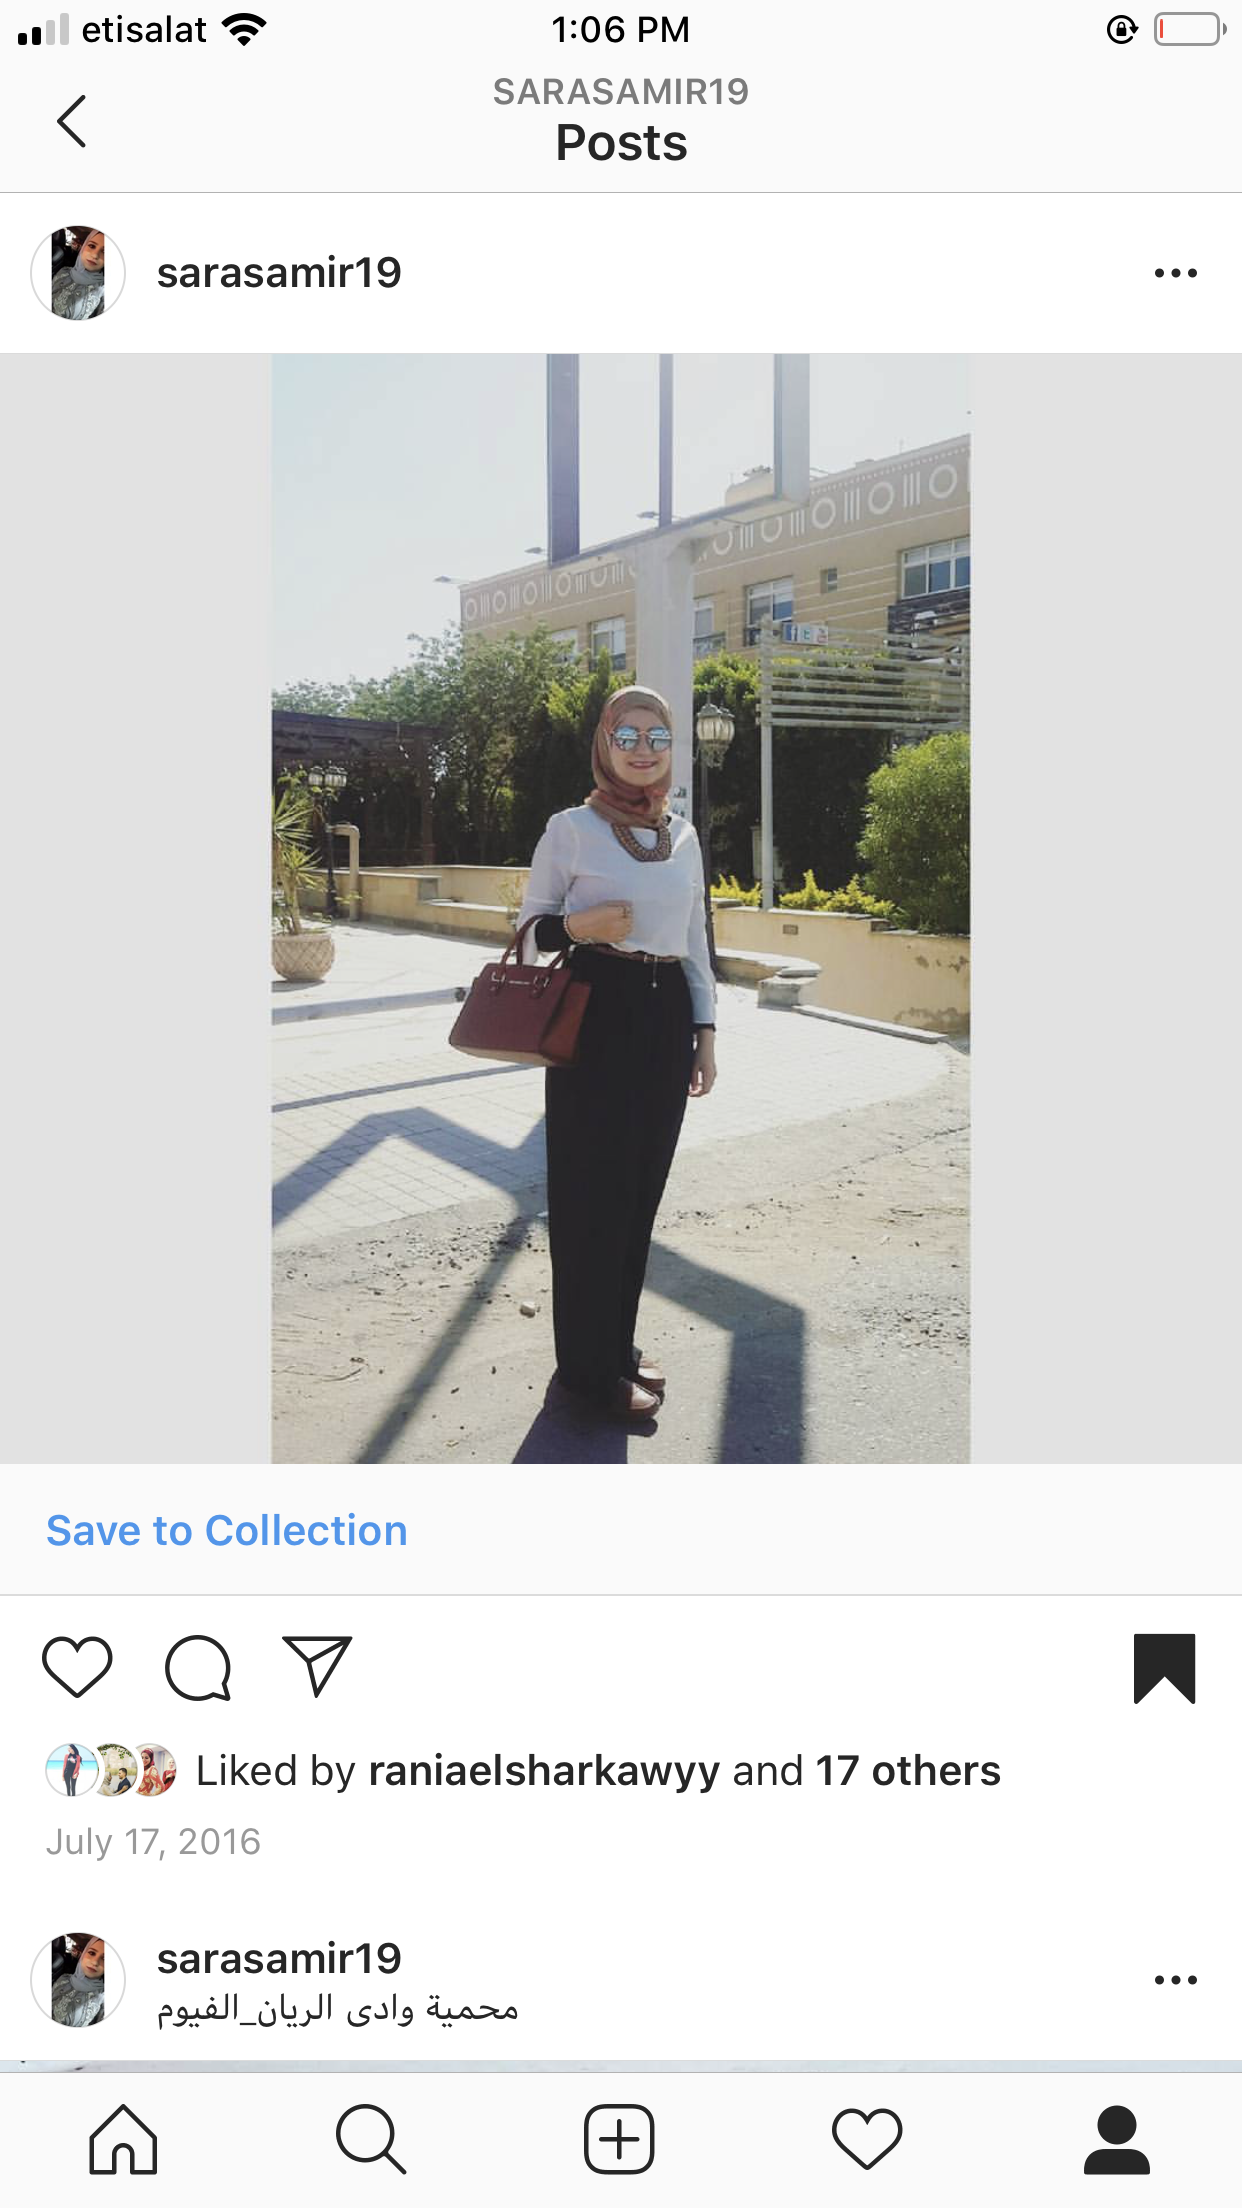 etisalat 1:06 PM
SARASAMIR19
Posts
sarasamir19
Save to Collection
Liked by raniaelsharkawyy and 17 others
July 17, 2016
sarasamir19
محمية وادى الريان_الفيوم